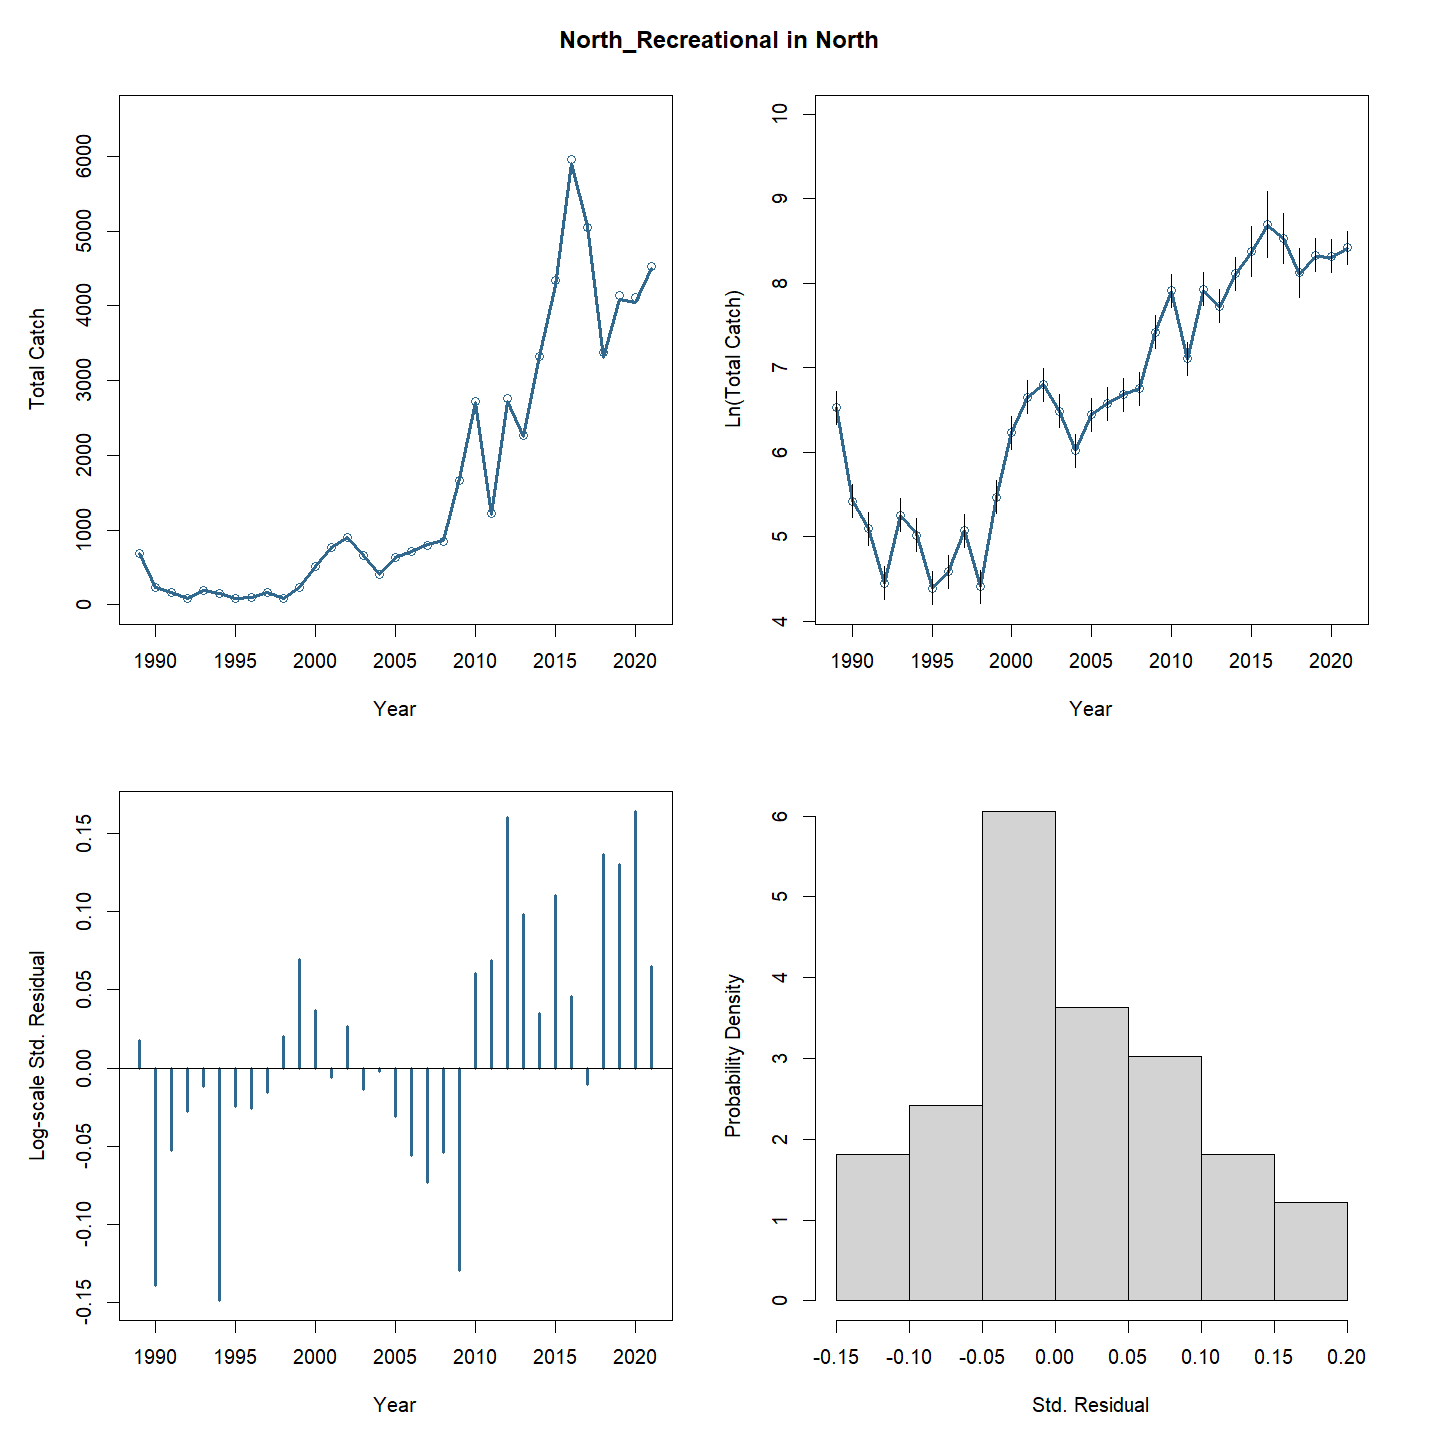 North_Recreational in North
Total Catch
6000
5000
4000
3000
2000
1000
0
1990 1995 2000 2005 2010 2015 2020
Year
Ln(Total Catch)
10
9
8
7
6
5
4
1990 1995 2000 2005 2010 2015 2020
Year
Log-scale Std. Residual
0.15
0.10
0.05
0.00
-0.05
-0.10
-0.15
1990 1995 2000 2005 2010 2015 2020
Year
Probability Density
6
5
4
3
2
1
0
-0.15 -0.10 -0.05 0.00 0.05 0.10 0.15 0.20
Std. Residual